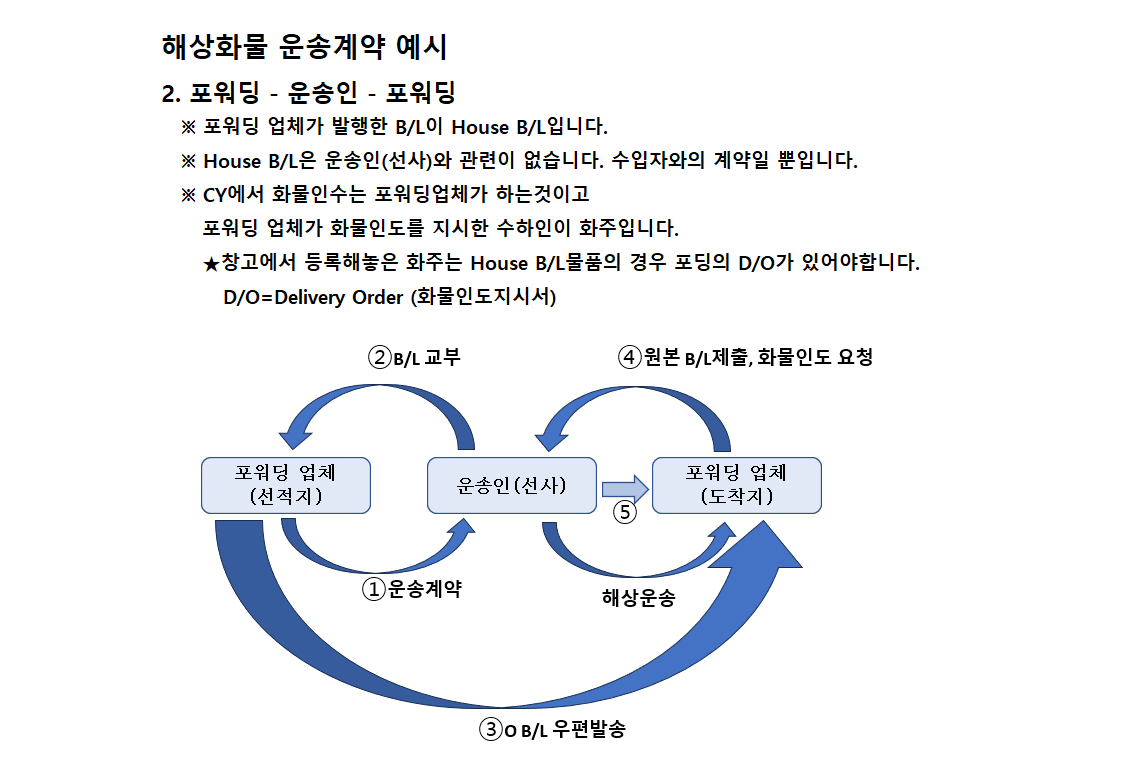 해상화물 운송계약 예시
2. 포워딩 - 운송인 - 포워딩
※ 포워딩 업체가 발행한 B/L이 House B/L입니다.
※ House B/L은 운송인(선사)와 관련이 없습니다. 수입자와의 계약일 뿐입니다.
※ CY에서 화물인수는 포워딩업체가 하는것이고
포워딩 업체가 화물인도를 지시한 수하인이 화주입니다.
★창고에서 등록해놓은 화주는 House B/L물품의 경우 포딩의 D/O가 있어야합니다.
D/O=Delivery Order (화물인도지시서)
②B/L 교부
④원본 B/L제출, 화물인도 요청
포워딩 업체
(선적지)
운송인(선사)
포워딩 업체
(도착지)
⑤
①운송계약
해상운송
③O B/L 우편발송